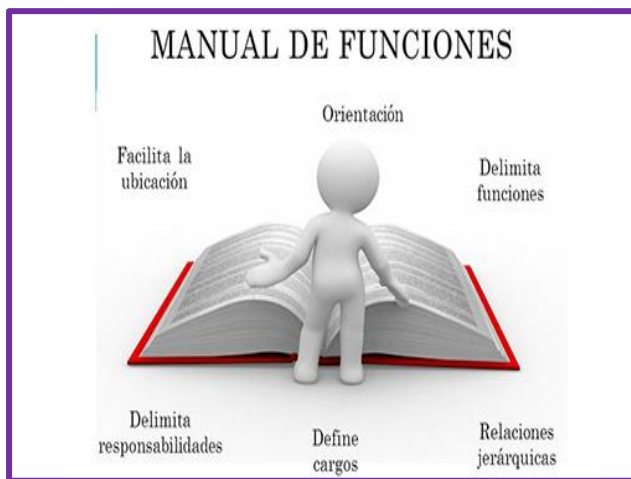 MANUAL DE FUNCIONES
Orientación
Facilita la
ubicación
Delimita
funciones
Delimita
responsabilidades
Define
cargos
Relaciones
jerárquicas